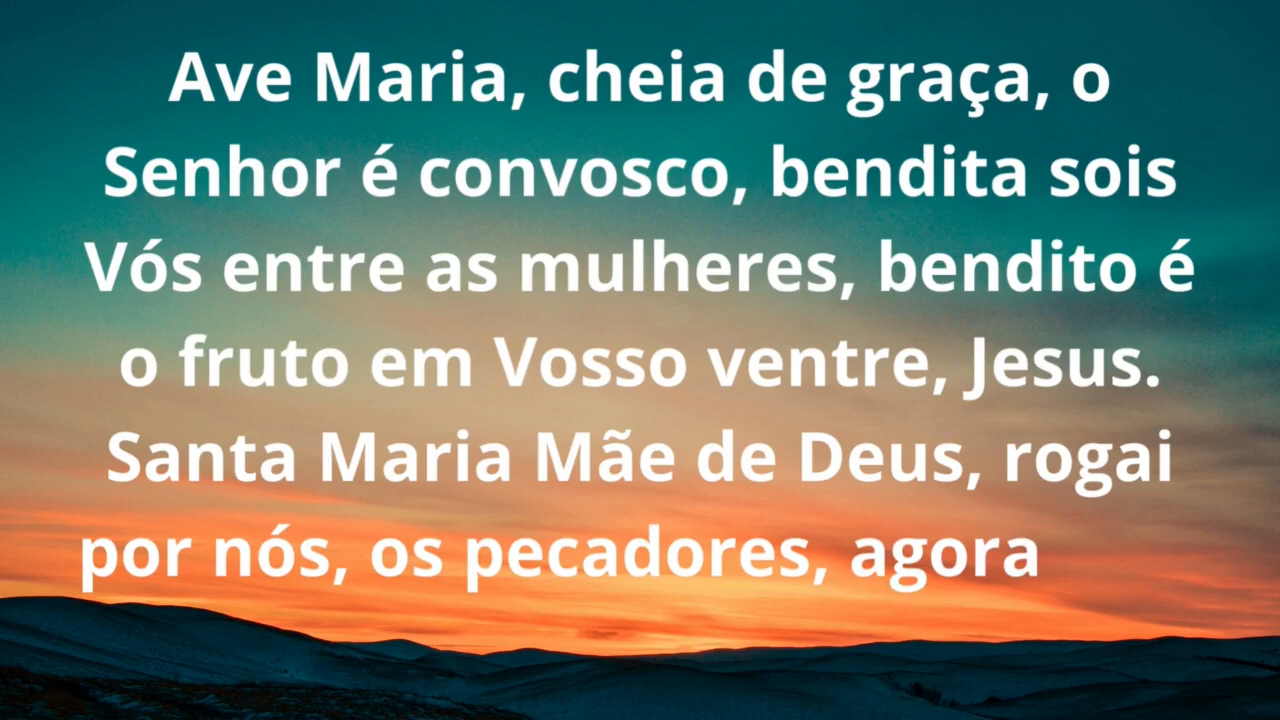 Ave Maria, cheia de graça, o
Senhor é convosco, bendita sois
Vós entre as mulheres, bendito é
o fruto em Vosso ventre, Jesus.
Santa Maria Mãe de Deus, rogai
por nós, os pecadores, agora